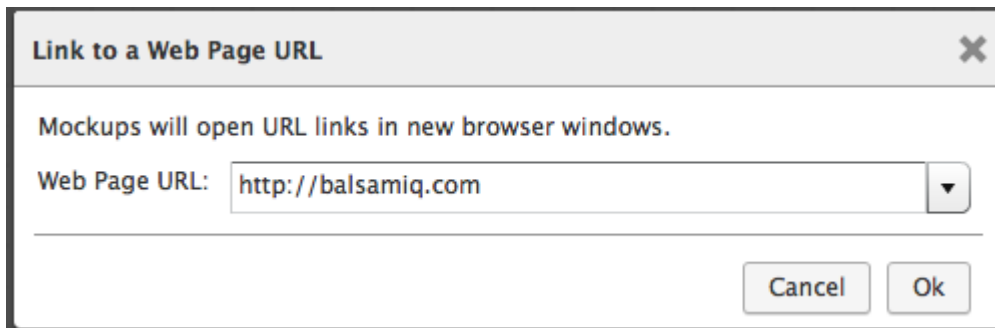 Link to a Web Page URL
Mockups will open URL links in new browser windows.
Web Page URL: http://balsamiq.com
Cancel Ok